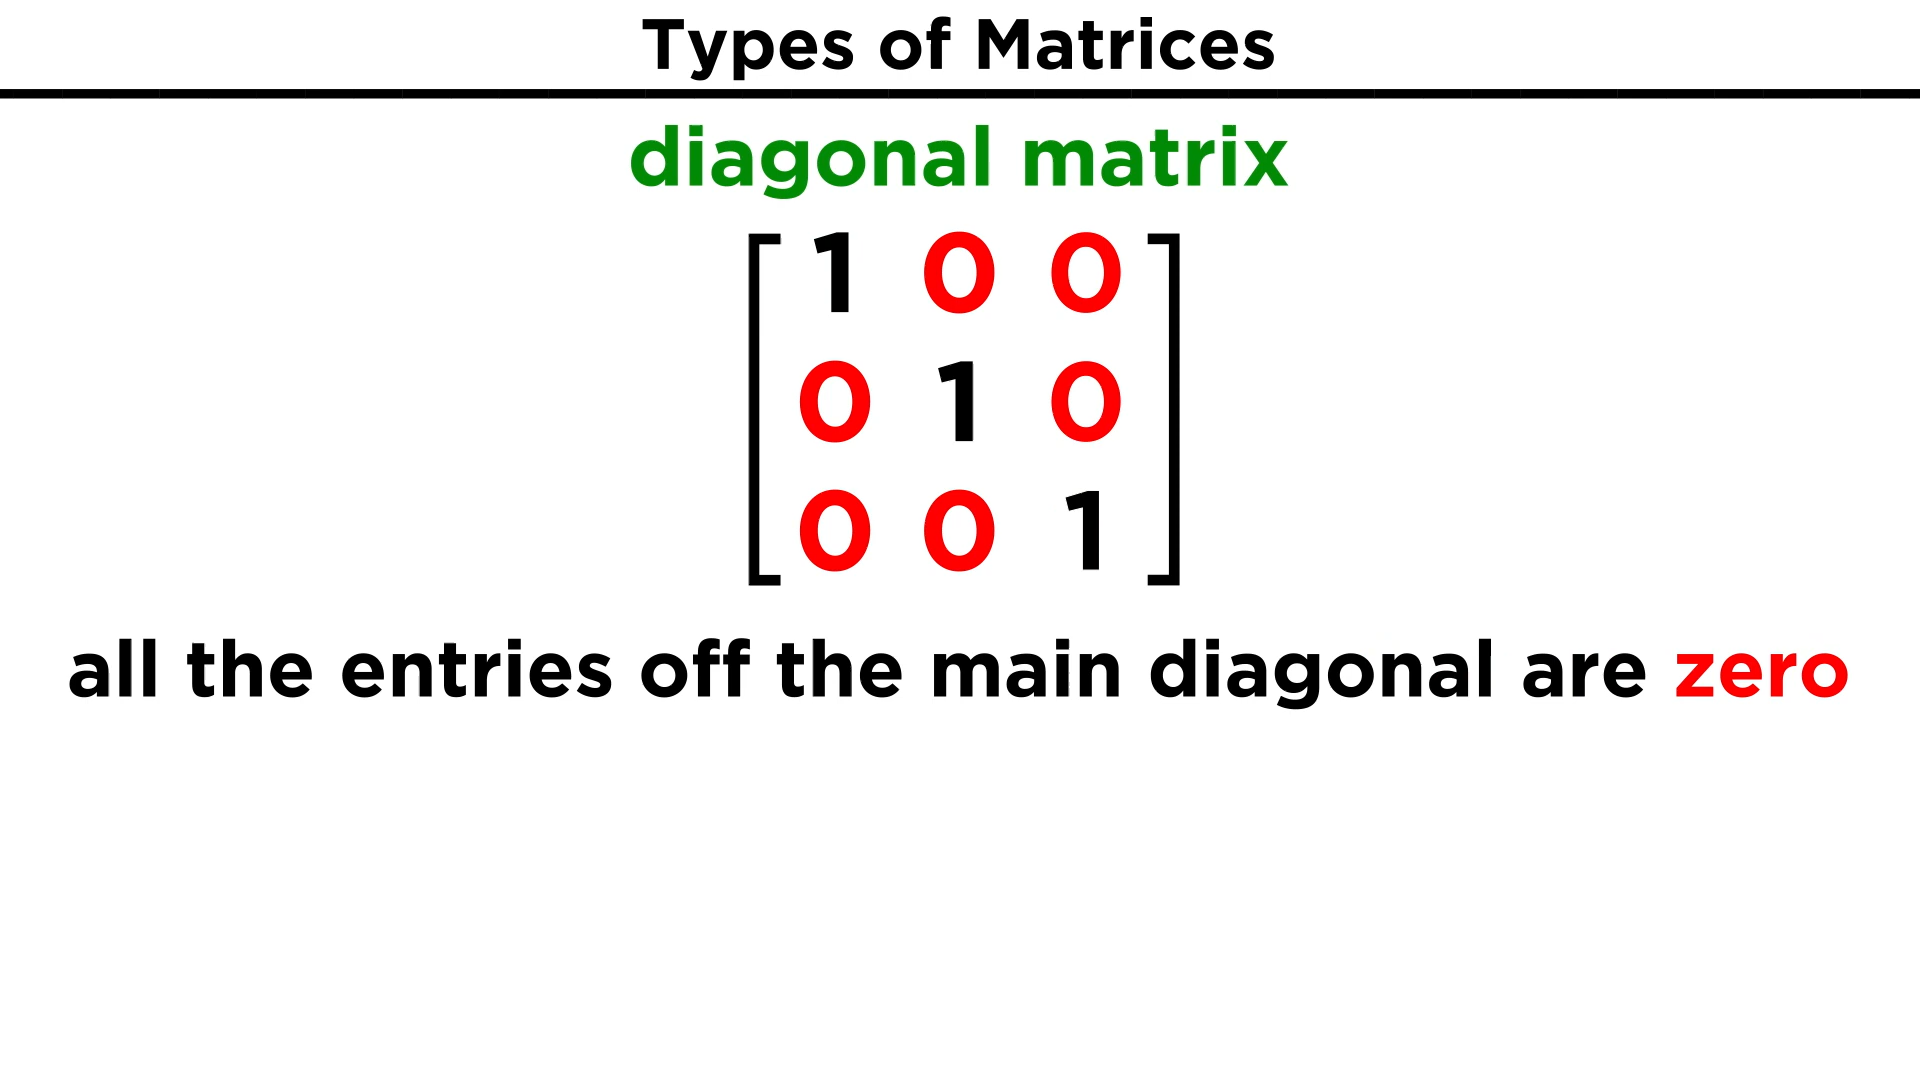 Types of Matrices
diagonal matrix
1 0 0
0 1 0
0 0 1
all the entries off the main diagonal are zero